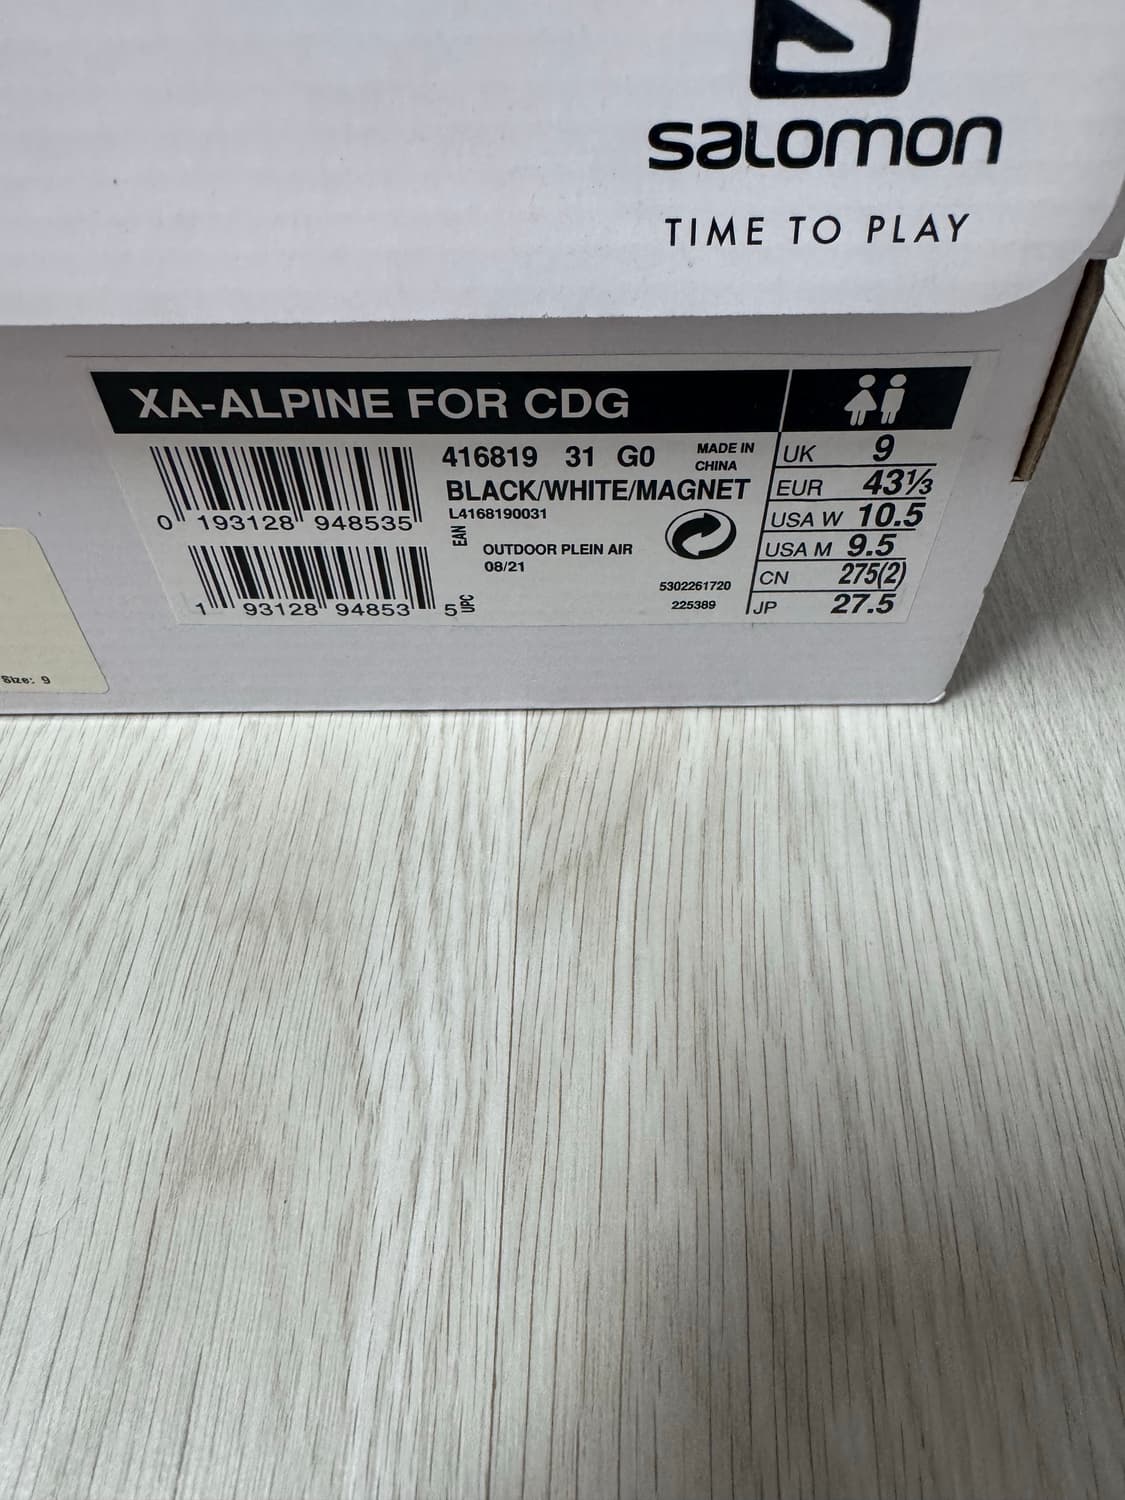 SALOMON
TIME TO PLAY
XA-ALPINE FOR CDG
0 193128 948535
EAN
1 93128 94853 5
UPC
416819 31 G0
MADE IN
CHINA
BLACK/WHITE/MAGNET
L4168190031
OUTDOOR PLEIN AIR
08/21
5302261720
225389
UK 9
EUR 43⅓
USA W 10.5
USA M 9.5
CN 275(2)
JP 27.5
Size: 9